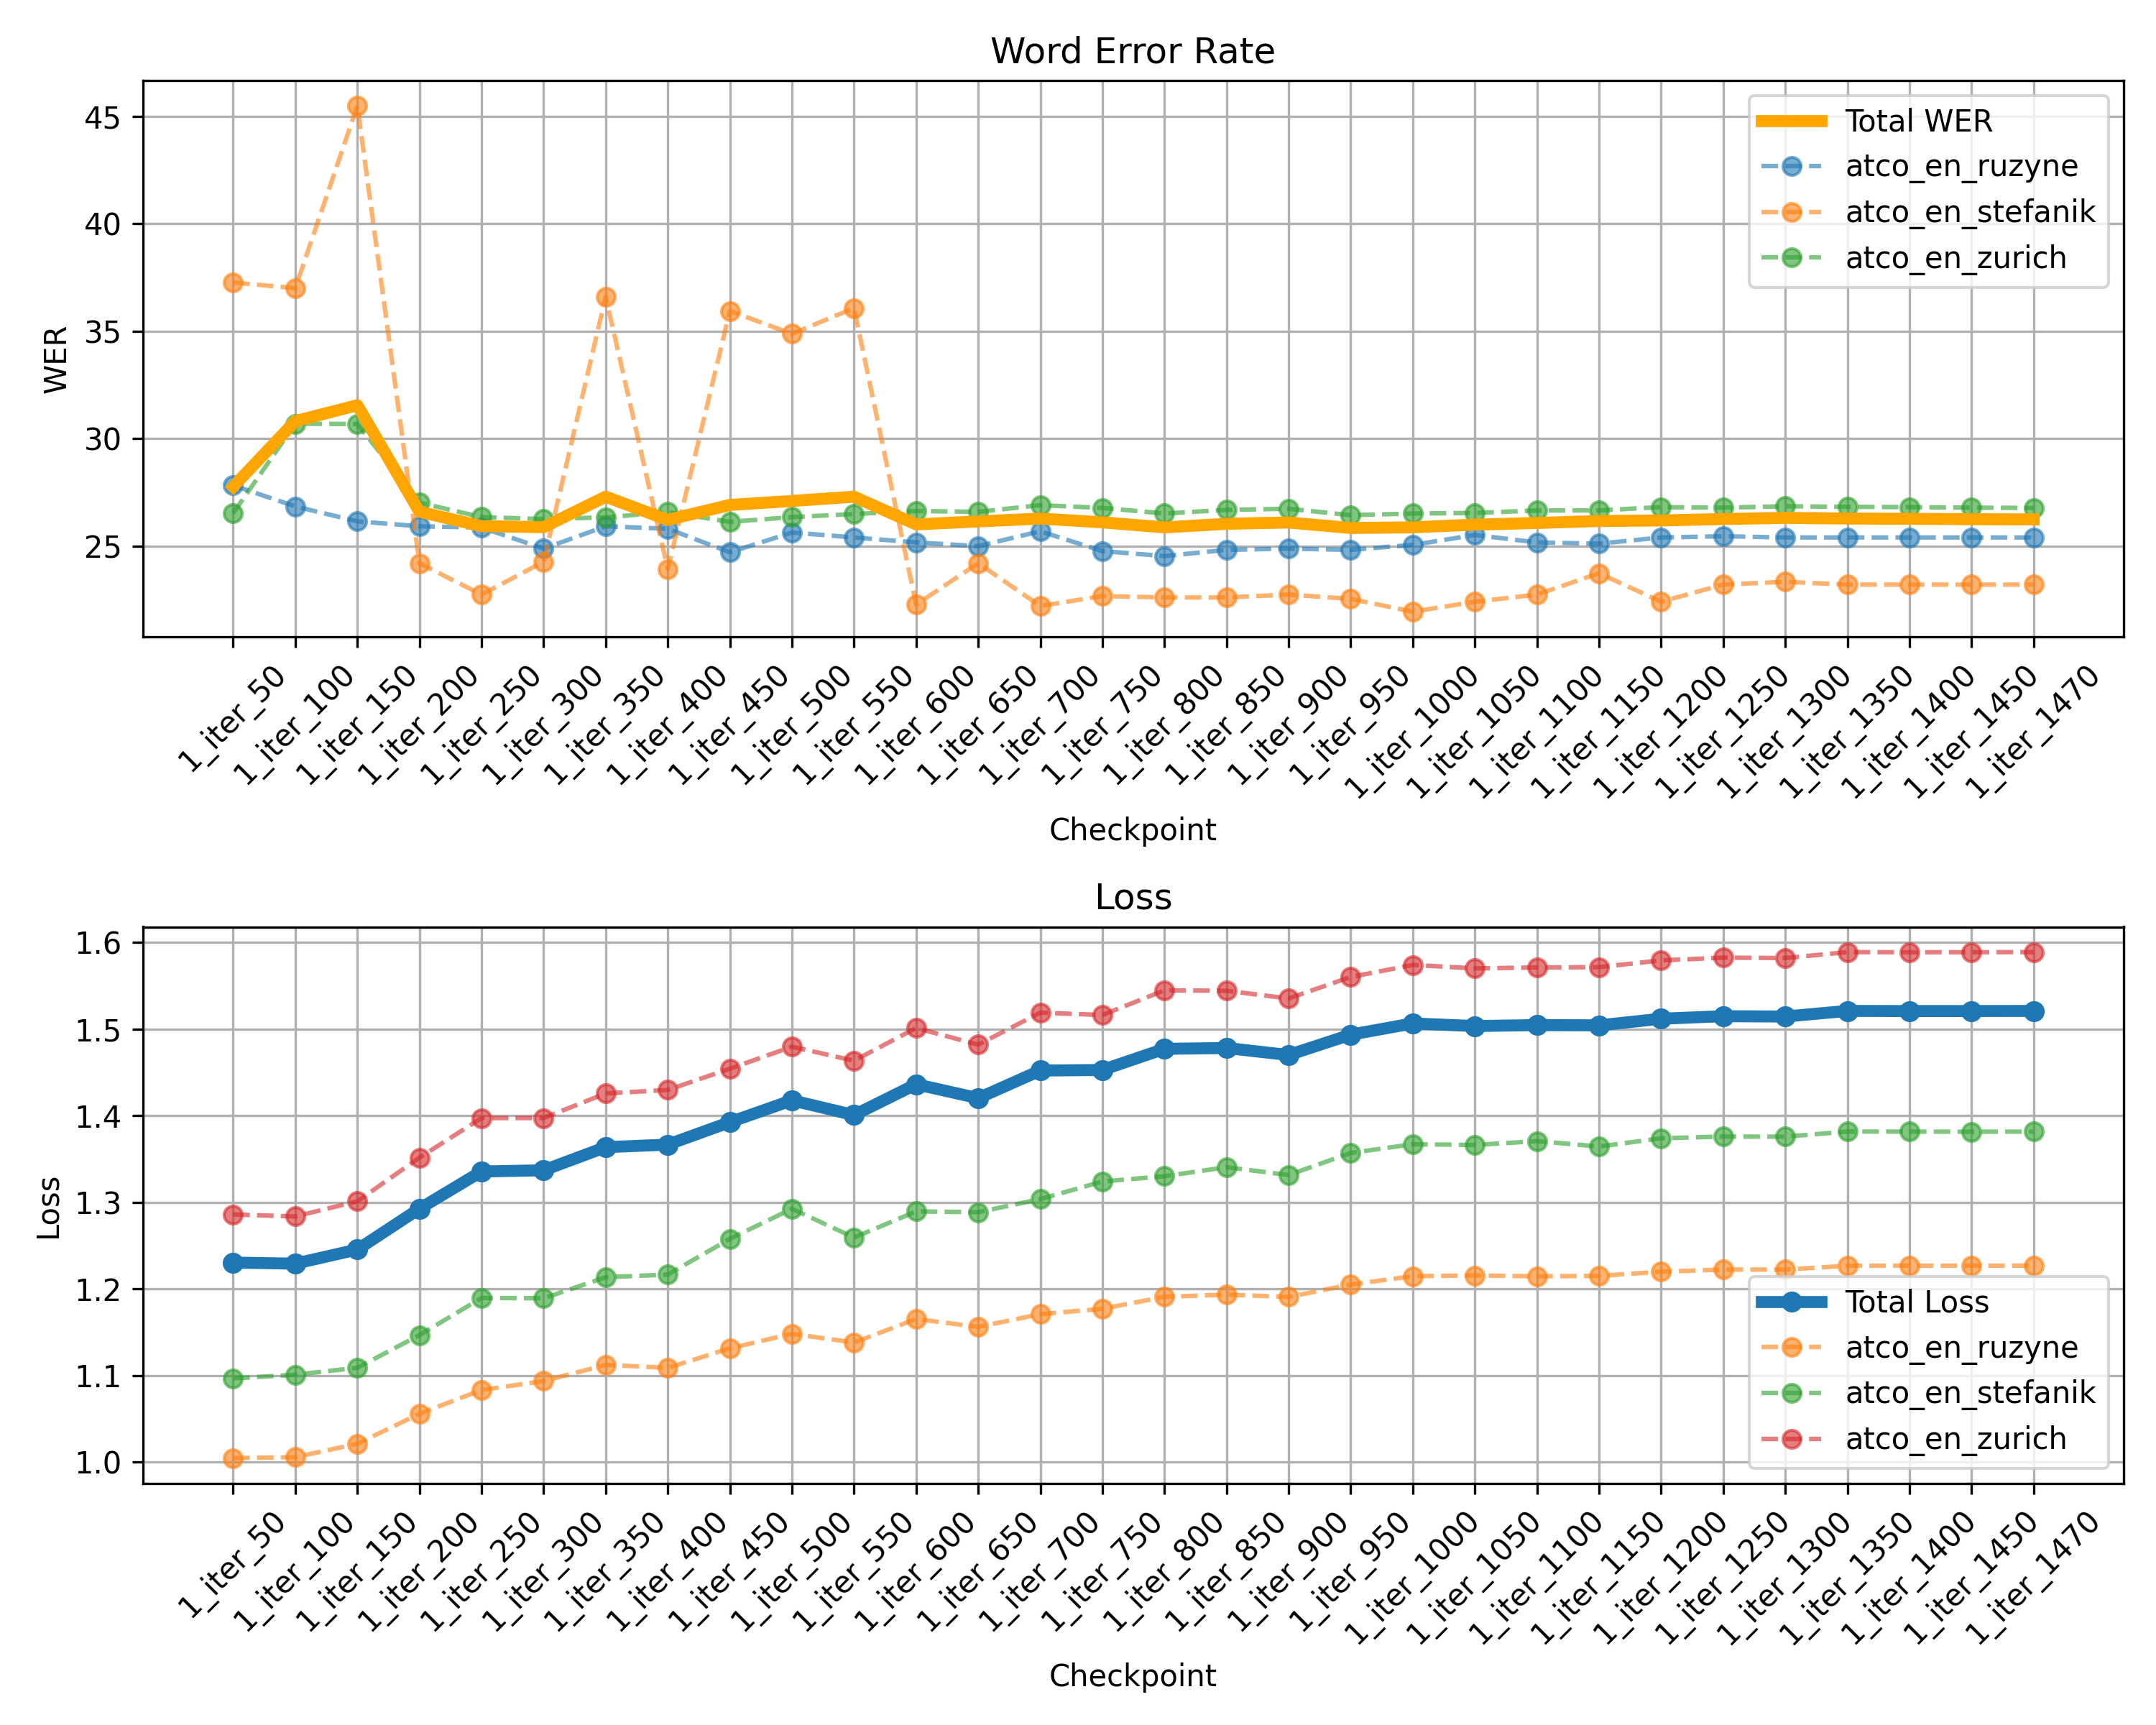 Word Error Rate
45
40
35
30
25
WER
Total WER
atco_en_ruzyne
atco_en_stefanik
atco_en_zurich
1_iter_50
1_iter_100
1_iter_150
1_iter_200
1_iter_250
1_iter_300
1_iter_350
1_iter_400
1_iter_450
1_iter_500
1_iter_550
1_iter_600
1_iter_650
1_iter_700
1_iter_750
1_iter_800
1_iter_850
1_iter_900
1_iter_950
1_iter_1000
1_iter_1050
1_iter_1100
1_iter_1150
1_iter_1200
1_iter_1250
1_iter_1300
1_iter_1350
1_iter_1400
1_iter_1450
1_iter_1470
Checkpoint
Loss
1.6
1.5
1.4
1.3
1.2
1.1
1.0
Loss
Total Loss
atco_en_ruzyne
atco_en_stefanik
atco_en_zurich
1_iter_50
1_iter_100
1_iter_150
1_iter_200
1_iter_250
1_iter_300
1_iter_350
1_iter_400
1_iter_450
1_iter_500
1_iter_550
1_iter_600
1_iter_650
1_iter_700
1_iter_750
1_iter_800
1_iter_850
1_iter_900
1_iter_950
1_iter_1000
1_iter_1050
1_iter_1100
1_iter_1150
1_iter_1200
1_iter_1250
1_iter_1300
1_iter_1350
1_iter_1400
1_iter_1450
1_iter_1470
Checkpoint